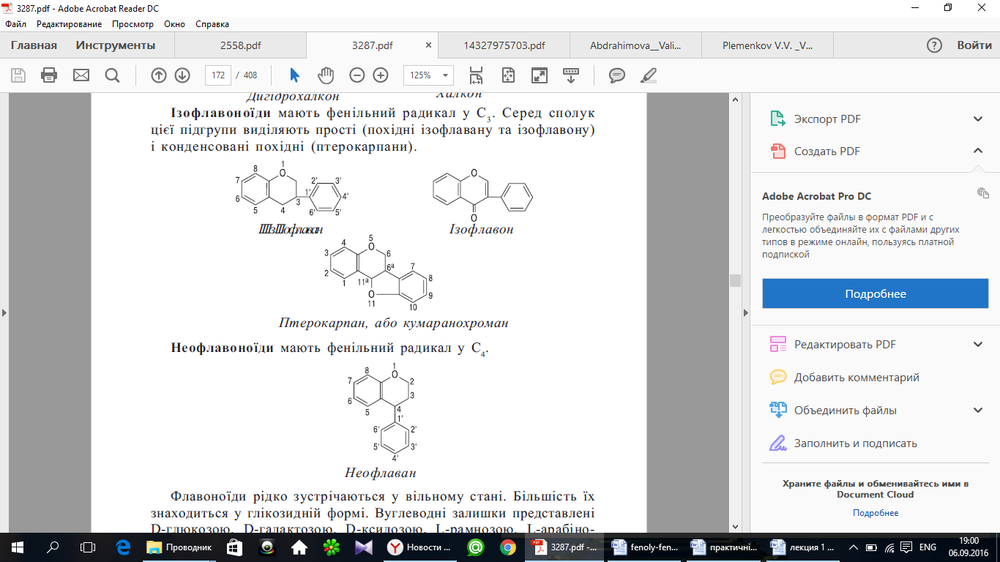 3287.pdf - Adobe Acrobat Reader DC
Файл Редактирование Просмотр Окно Справка
Главная Инструменты 2558.pdf 3287.pdf × 14327975703.pdf Abdrahimova__Vali... Plemenkov V.V. _V... ? Войти
172 / 408 125%
Дигідрохалкон Халкон
Ізофлавоноїди мають фенільний радикал у C3. Серед сполук
цієї підгрупи виділяють прості (похідні ізофлавану та ізофлавону)
і конденсовані похідні (птерокарпани).
1 8 O 7 6 5 4 3 1' 2' 3' 4' 5' 6'
O O
Ізофлавон
5 4 O 3 6 2 6a 7 1 11a 8 O 9 11 10
Птерокарпан, або кумаранохроман
Неофлавоноїди мають фенільний радикал у C4.
1 8 O 7 2 6 3 5 4 1' 6' 2' 5' 3' 4'
Неофлаван
Флавоноїди рідко зустрічаються у вільному стані. Більшість їх
знаходиться у глікозидній формі. Вуглеводні залишки представлені
D-глюкозою, D-галактозою, D-ксилозою, L-рамнозою, L-арабіно-
Экспорт PDF
Создать PDF
Adobe Acrobat Pro DC
Преобразуйте файлы в формат PDF и с
легкостью объединяйте их с файлами других
типов в режиме онлайн, пользуясь платной
подпиской
Подробнее
Редактировать PDF
Добавить комментарий
Объединить файлы
Заполнить и подписать
Храните файлы и обменивайтесь ими в
Document Cloud
Подробнее
Проводник Новости ... 3287.pdf -... fenoly-fen... практичні... лекция 1 ... ENG 19:00
06.09.2016